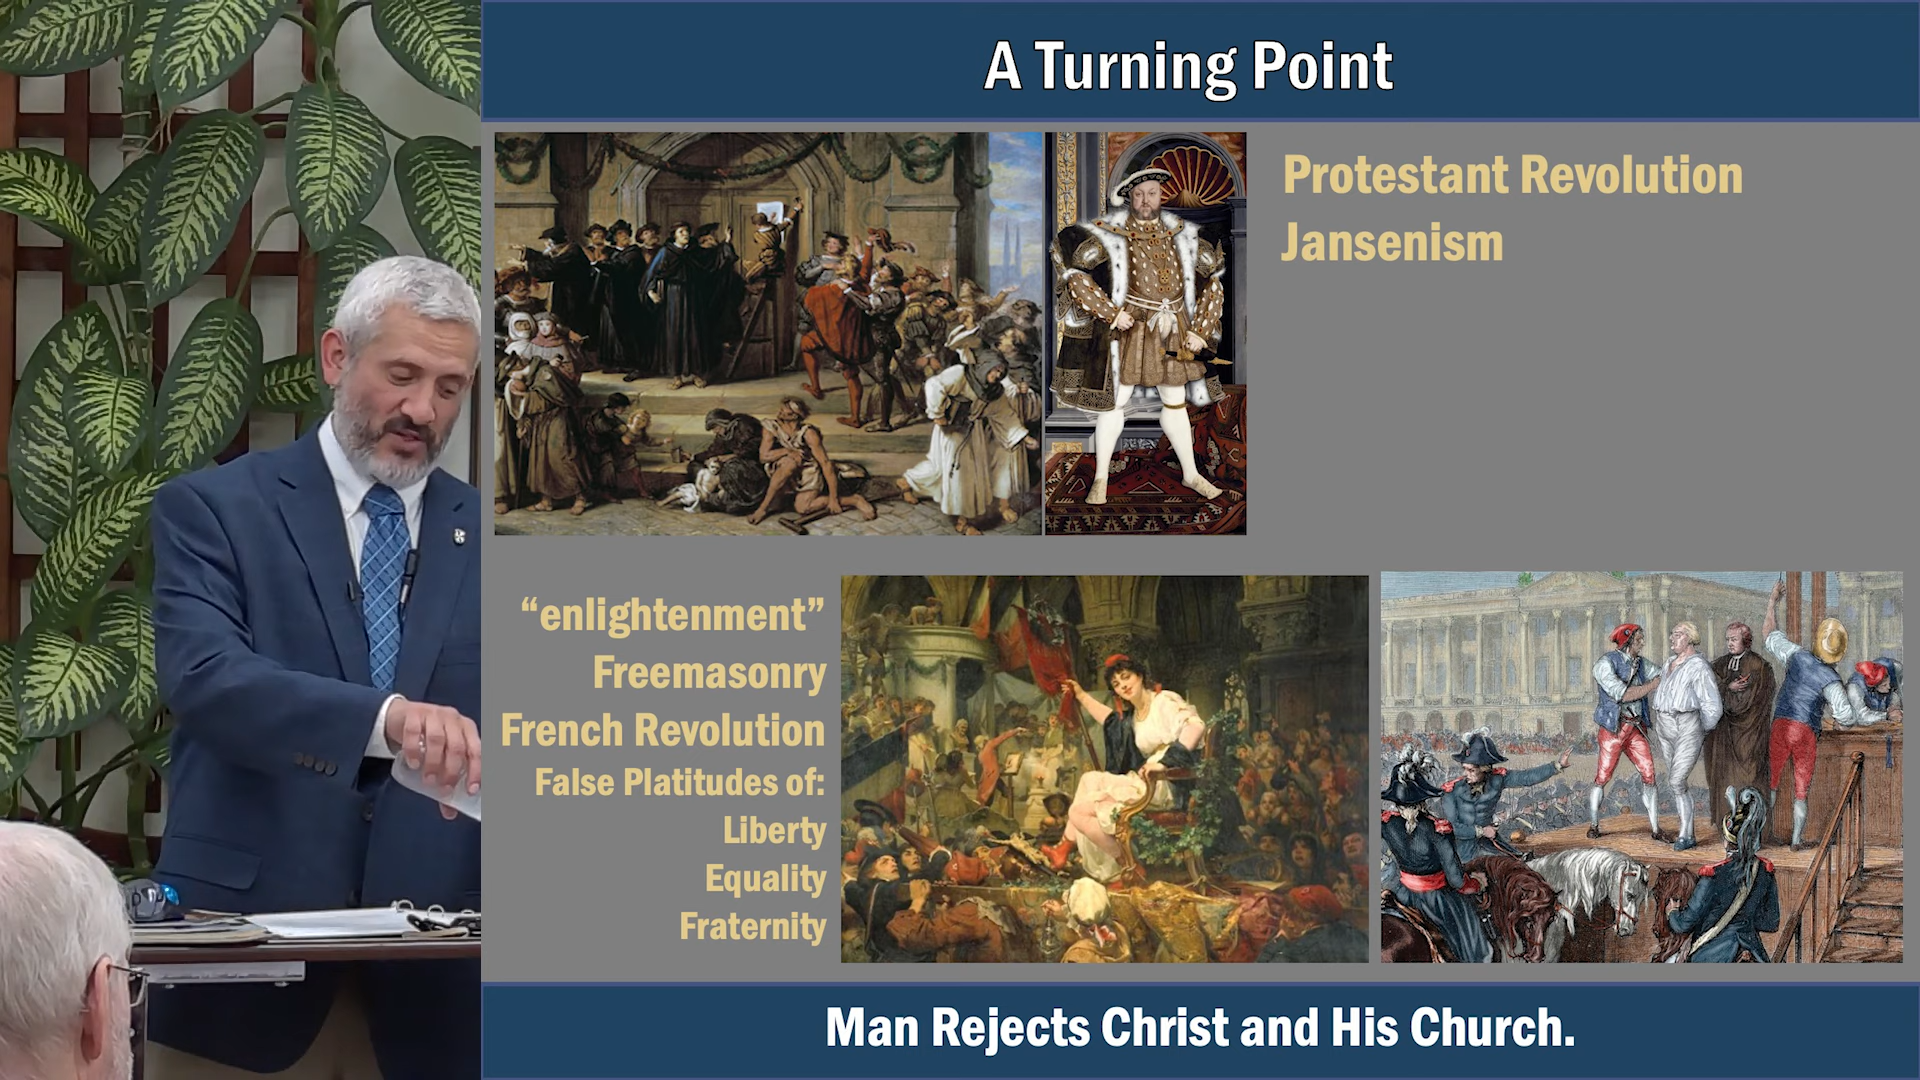 A Turning Point
Protestant Revolution
Jansenism
“enlightenment”
Freemasonry
French Revolution
False Platitudes of:
Liberty
Equality
Fraternity
Man Rejects Christ and His Church.